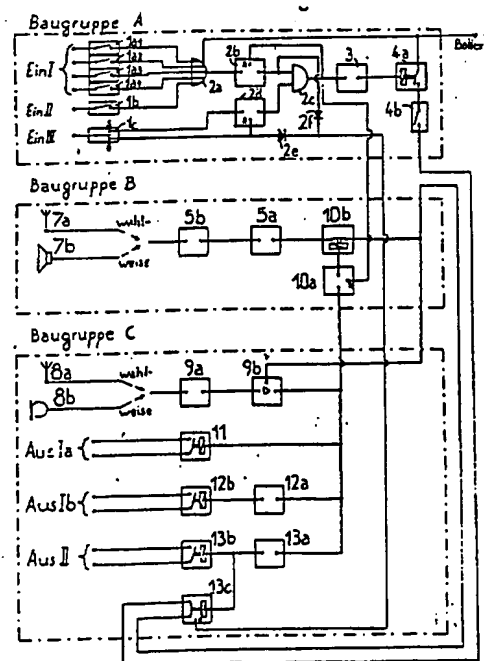 Baugruppe A
Ein I
1a1
1a2
1a3
1a4
2a
2b
2c
3
4a
Ein II
1b
2d
2f
4b
Ein III
1c
2e
Baugruppe B
7a
wahl-
7b
weise
5b
5a
10b
10a
Baugruppe C
8a
wahl-
8b
weise
9a
9b
Aus Ia
11
Aus Ib
12b
12a
Aus II
13b
13a
13c